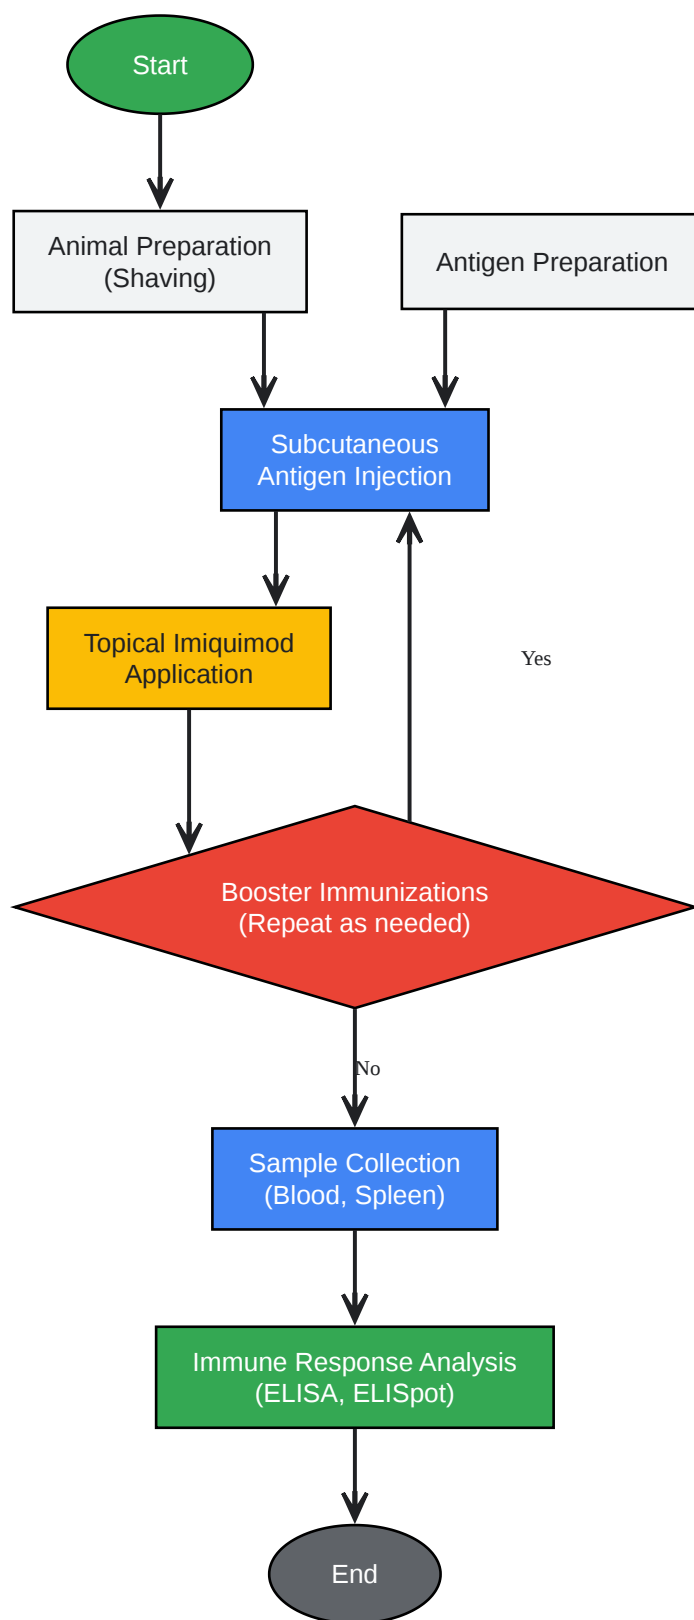 Start
Animal Preparation
(Shaving)
Antigen Preparation
Subcutaneous
Antigen Injection
Topical Imiquimod
Application
Yes
Booster Immunizations
(Repeat as needed)
No
Sample Collection
(Blood, Spleen)
Immune Response Analysis
(ELISA, ELISpot)
End